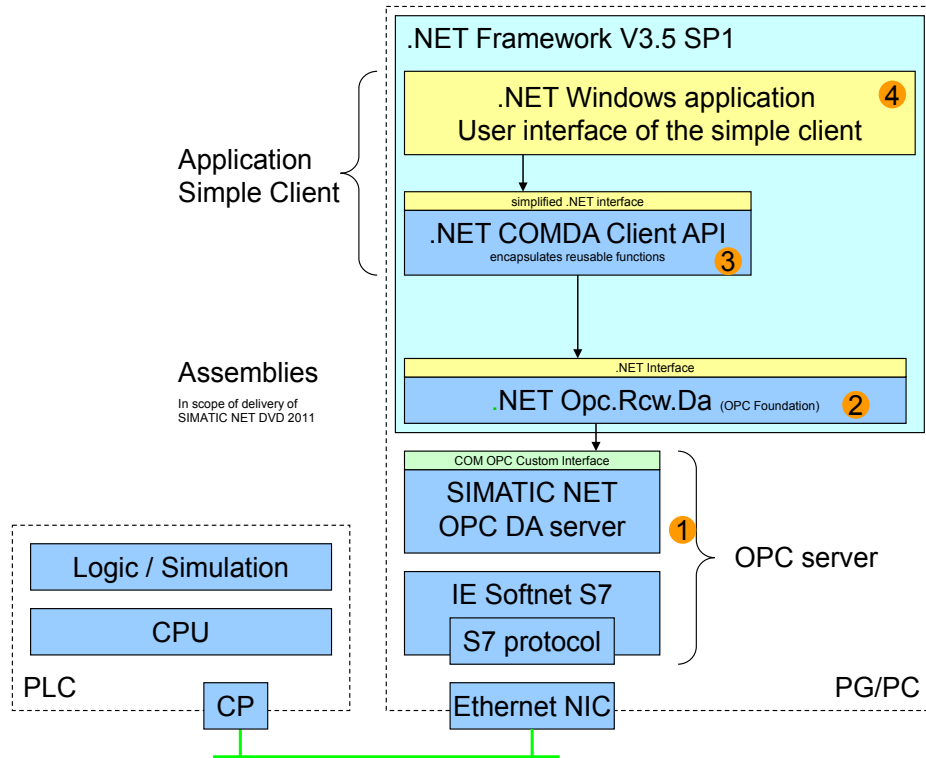 .NET Framework V3.5 SP1
.NET Windows application
User interface of the simple client
4
Application
Simple Client
simplified .NET interface
.NET COMDA Client API
encapsulates reusable functions
3
Assemblies
In scope of delivery of
SIMATIC NET DVD 2011
.NET Interface
.NET Opc.Rcw.Da (OPC Foundation)
2
COM OPC Custom Interface
SIMATIC NET
OPC DA server
1
OPC server
IE Softnet S7
S7 protocol
Logic / Simulation
CPU
PLC
CP
Ethernet NIC
PG/PC